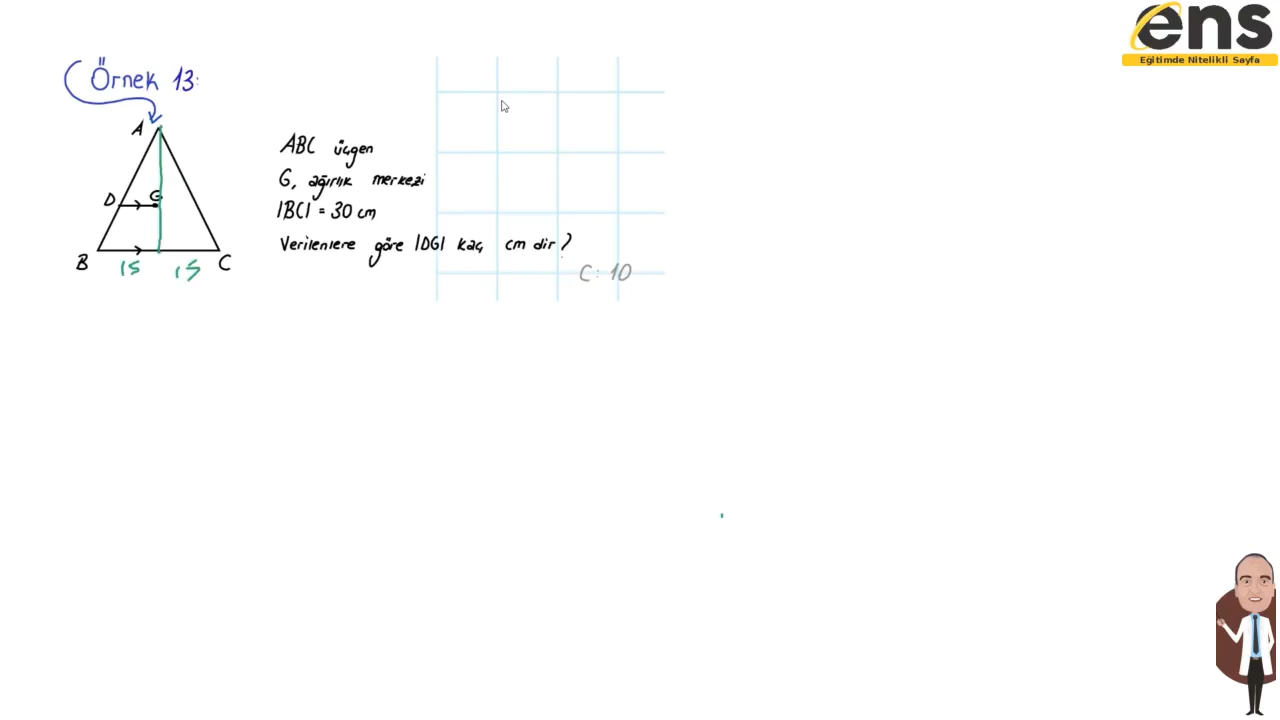 ens
Eğitimde Nitelikli Sayfa
Örnek 13:
A
ABC üçgen
G, ağırlık merkezi
D G
|BC| = 30 cm
Verilenlere göre |DG| kaç cm dir?
B 15 15 C
C: 10